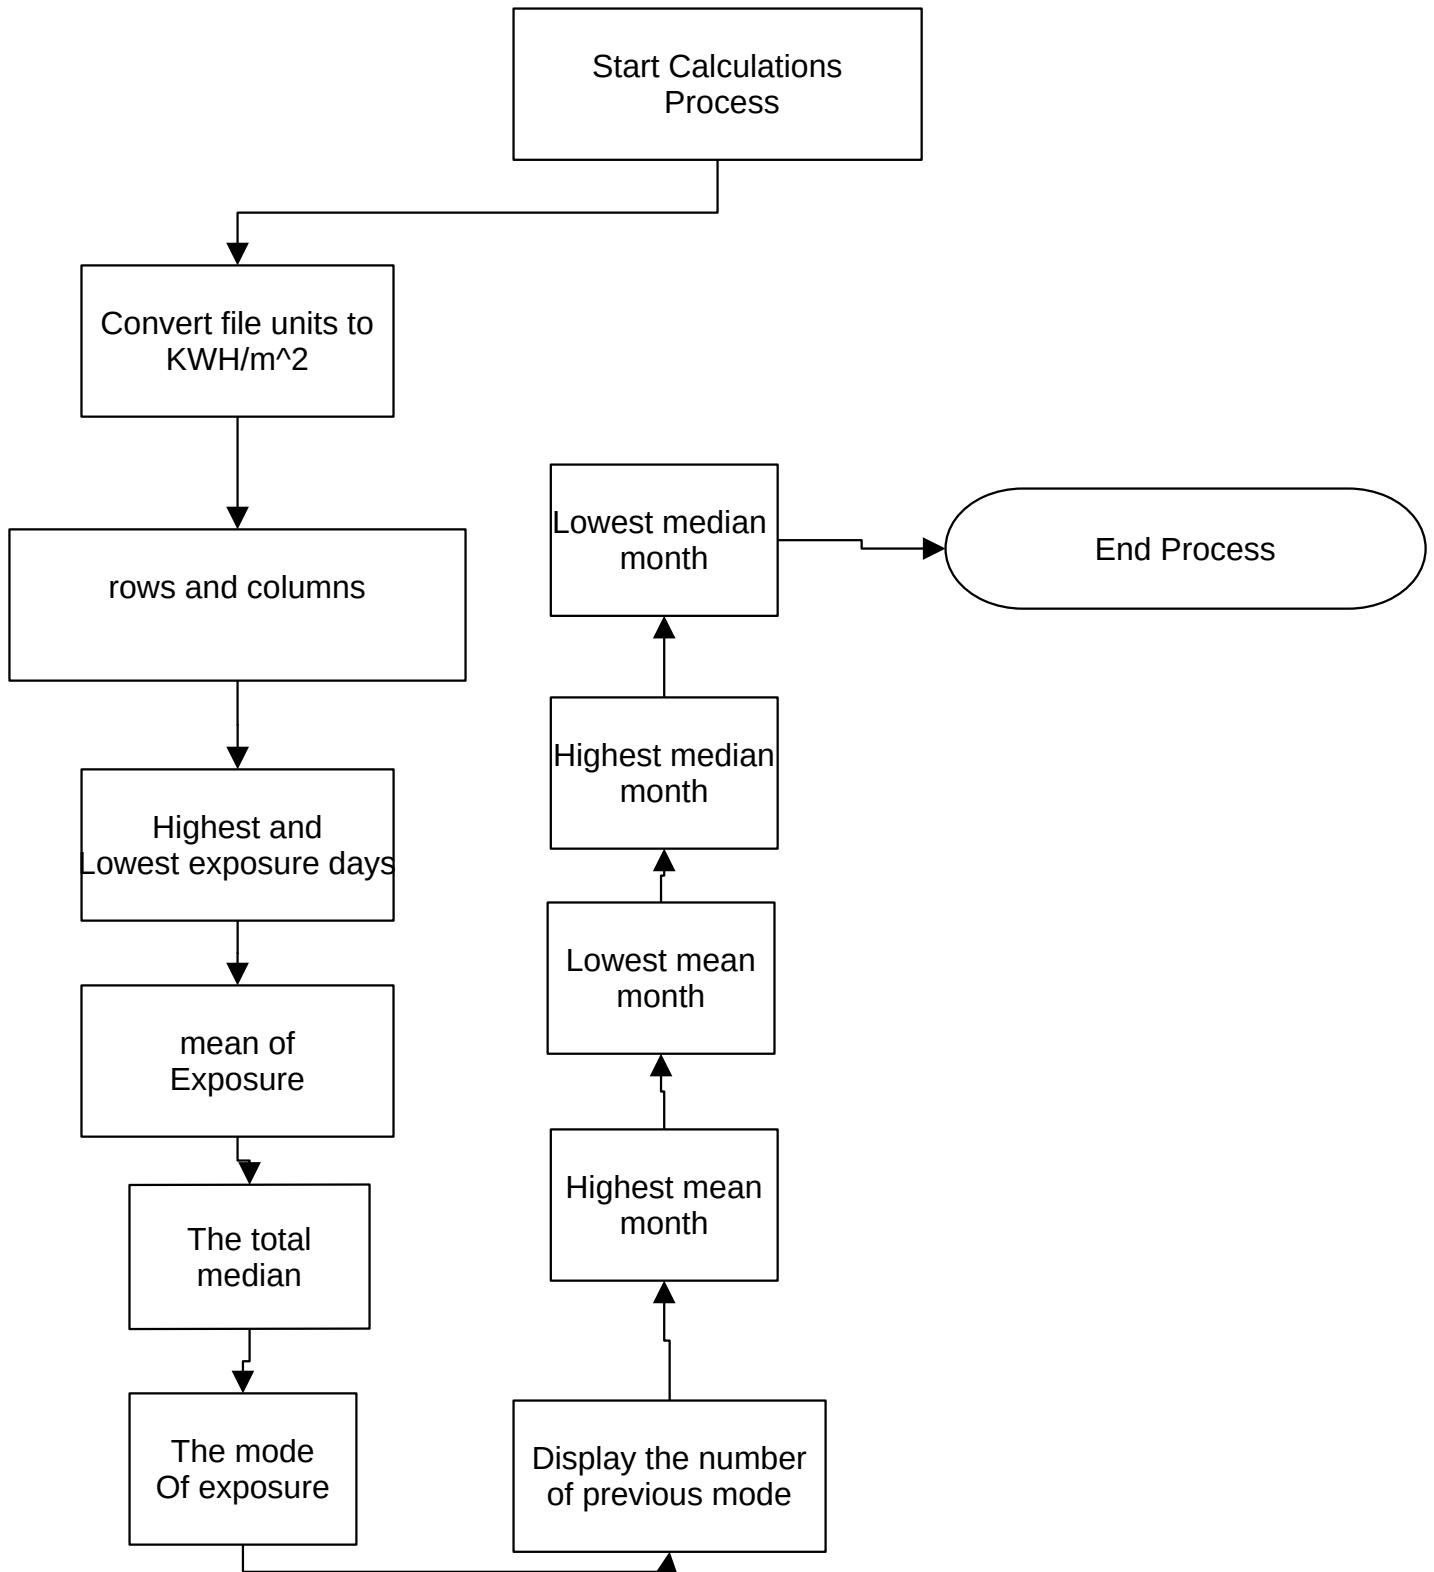 Start Calculations
Process
Convert file units to
KWH/m^2
rows and columns
Highest and
Lowest exposure days
mean of
Exposure
The total
median
The mode
Of exposure
Display the number
of previous mode
Highest mean
month
Lowest mean
month
Highest median
month
Lowest median
month
End Process